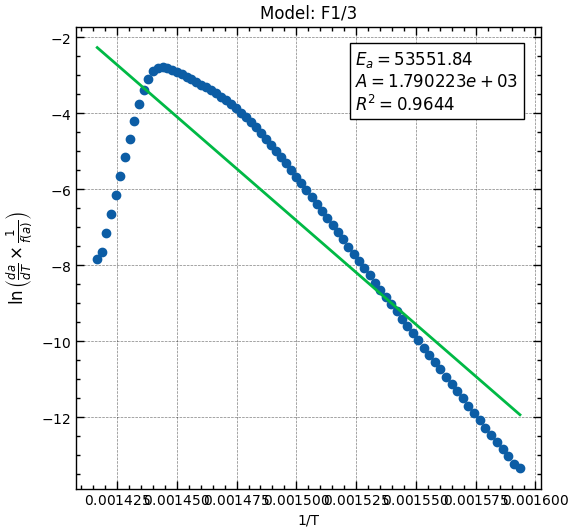 Model: F1/3
E_a = 53551.84
A = 1.790223e + 03
R^2 = 0.9644
−2
−4
−6
−8
−10
−12
ln (da/dT × 1/f(a))
0.001425 0.001450 0.001475 0.001500 0.001525 0.001550 0.001575 0.001600
1/T